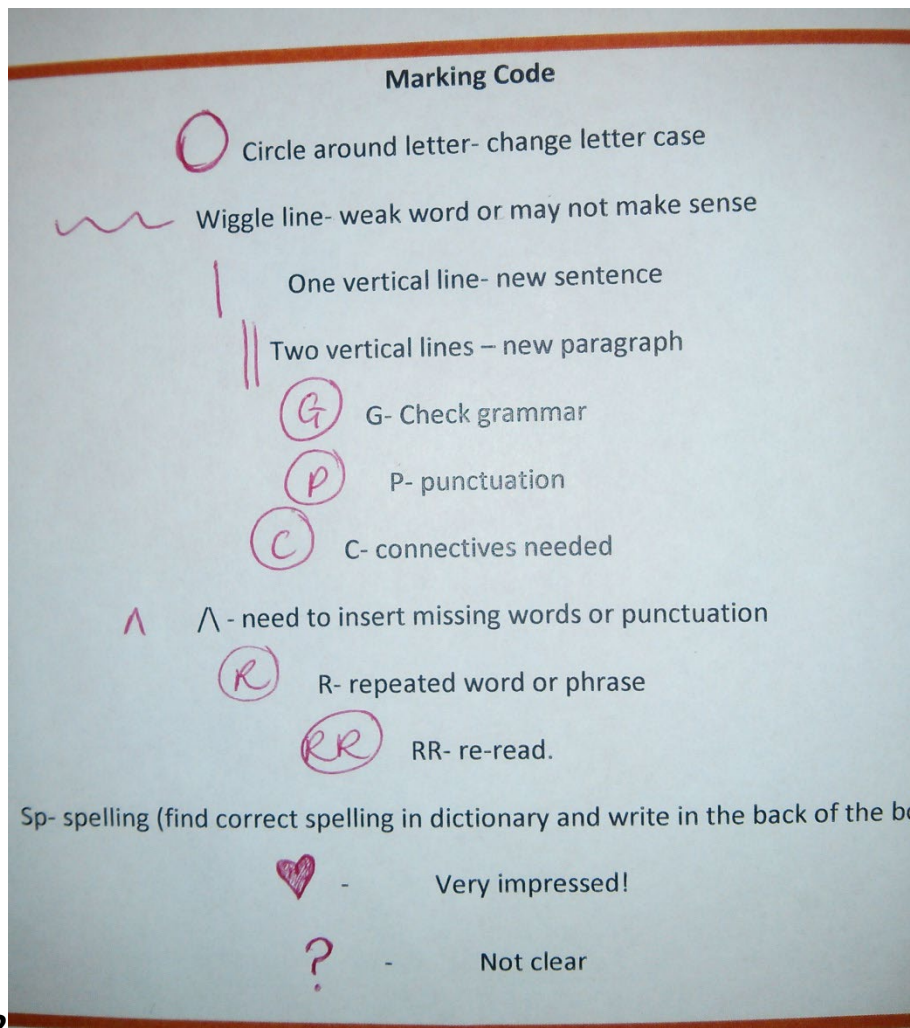 Marking Code
Circle around letter- change letter case
Wiggle line- weak word or may not make sense
One vertical line- new sentence
Two vertical lines – new paragraph
G G- Check grammar
P P- punctuation
C C- connectives needed
Λ Λ - need to insert missing words or punctuation
R R- repeated word or phrase
RR RR- re-read.
Sp- spelling (find correct spelling in dictionary and write in the back of the
- Very impressed!
? - Not clear